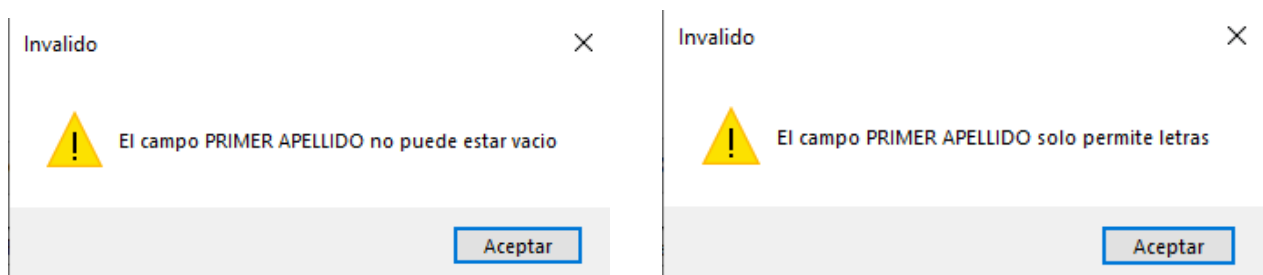 Invalido
El campo PRIMER APELLIDO no puede estar vacio
Aceptar
Invalido
El campo PRIMER APELLIDO solo permite letras
Aceptar